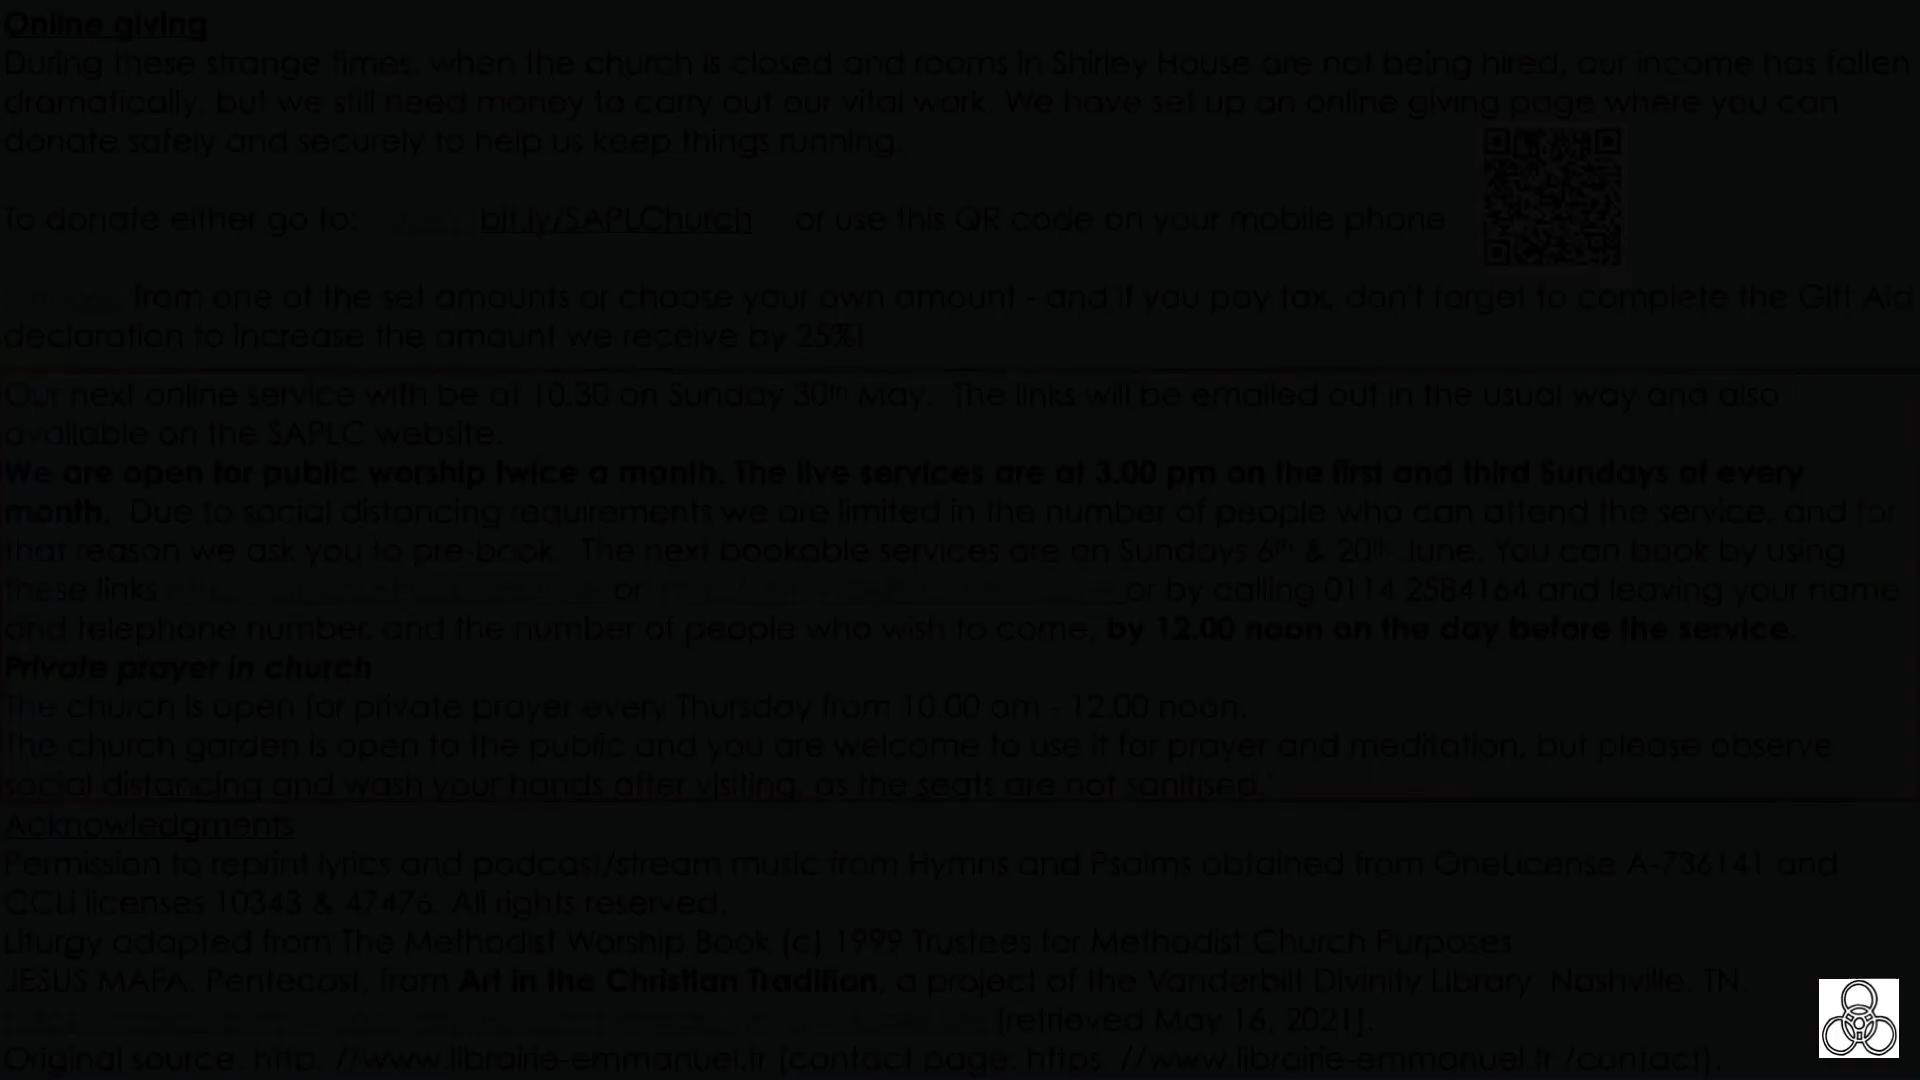 Online giving
During these strange times, when the church is closed and rooms in Shirley House are not being hired, our income has fallen
dramatically, but we still need money to carry out our vital work. We have set up an online giving page where you can
donate safely and securely to help us keep things running.
To donate either go to: bit.ly/SAPLChurch or use this QR code on your mobile phone
from one of the set amounts or choose your own amount - and if you pay tax, don't forget to complete the Gift Aid
declaration to increase the amount we receive by 25%!
Our next online service with be at 10.30 on Sunday 30th May. The links will be emailed out in the usual way and also
available on the SAPLC website.
We are open for public worship twice a month. The live services are at 3.00 pm on the first and third Sundays of every
month. Due to social distancing requirements we are limited in the number of people who can attend the service, and for
that reason we ask you to pre-book. The next bookable services are on Sundays 6th & 20th June. You can book by using
these links or or by calling 0114 2584164 and leaving your name
and telephone number, and the number of people who wish to come, by 12.00 noon on the day before the service.
Private prayer in church
The church is open for private prayer every Thursday from 10.00 am - 12.00 noon.
The church garden is open to the public and you are welcome to use it for prayer and meditation, but please observe
social distancing and wash your hands after visiting, as the seats are not sanitised.'
Acknowledgments
Permission to reprint lyrics and podcast/stream music from Hymns and Psalms obtained from OneLicense A-736141 and
CCLI licenses 10343 & 47476. All rights reserved.
Liturgy adapted from The Methodist Worship Book (c) 1999 Trustees for Methodist Church Purposes
JESUS MAFA. Pentecost, from Art in the Christian Tradition, a project of the Vanderbilt Divinity Library, Nashville, TN.
[retrieved May 16, 2021].
Original source: http://www.librairie-emmanuel.fr (contact page: https://www.librairie-emmanuel.fr/contact).